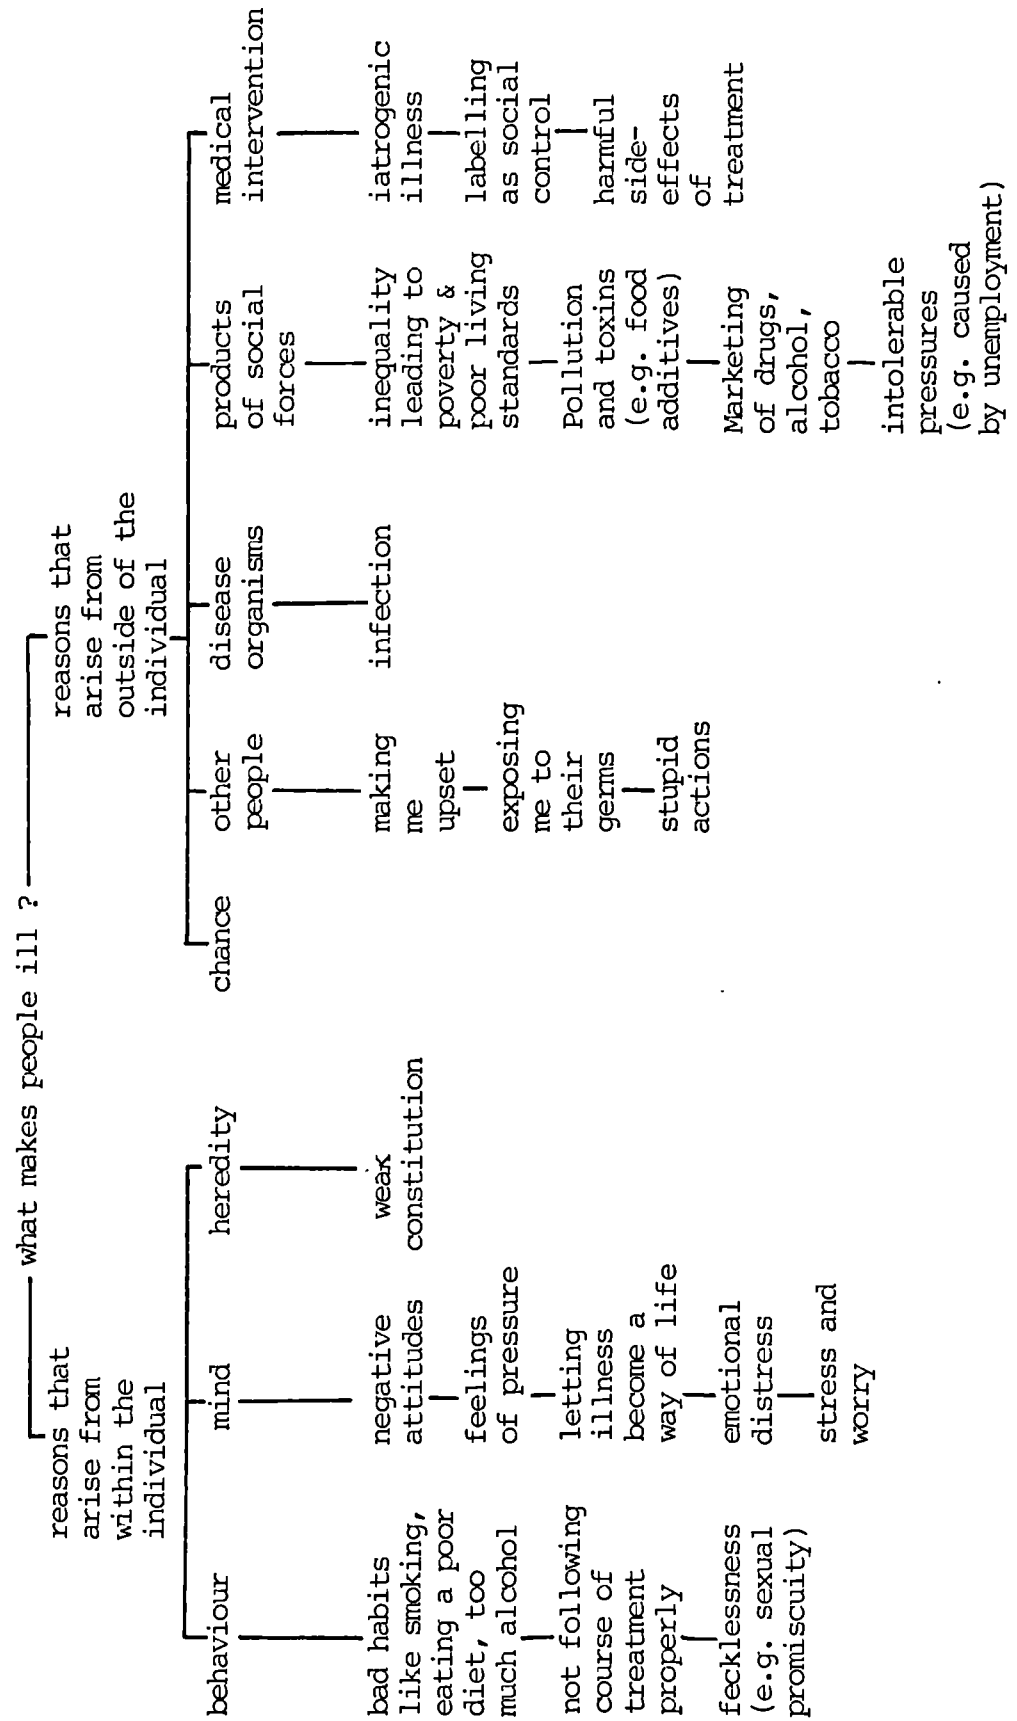 what makes people ill ?
reasons that
arise from
within the
individual
behaviour
bad habits
like smoking,
eating a poor
diet, too
much alcohol
not following
course of
treatment
properly
fecklessness
(e.g. sexual
promiscuity)
mind
negative
attitudes
feelings
of pressure
letting
illness
become a
way of life
emotional
distress
stress and
worry
heredity
weak
constitution
reasons that
arise from
outside of the
individual
chance
other
people
making
me
upset
exposing
me to
their
germs
stupid
actions
disease
organisms
infection
products
of social
forces
inequality
leading to
poverty &
poor living
standards
Pollution
and toxins
(e.g. food
additives)
Marketing
of drugs,
alcohol,
tobacco
intolerable
pressures
(e.g. caused
by unemployment)
medical
intervention
iatrogenic
illness
labelling
as social
control
harmful
side-
effects
of
treatment